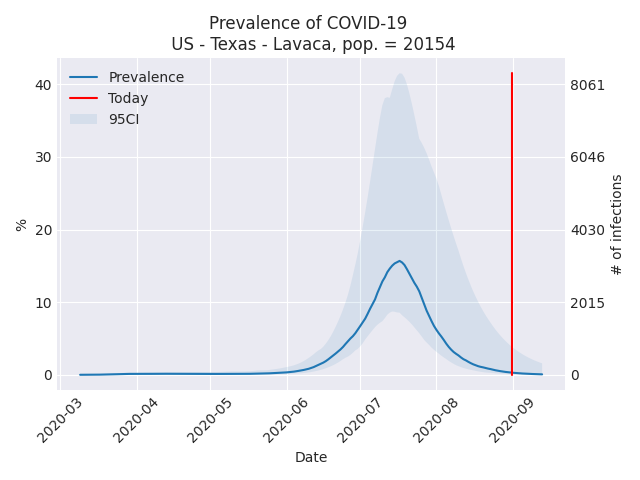 Prevalence of COVID-19
US - Texas - Lavaca, pop. = 20154
Prevalence
Today
95CI
40
30
20
10
0
%
8061
6046
4030
2015
0
# of infections
2020-03
2020-04
2020-05
2020-06
2020-07
2020-08
2020-09
Date